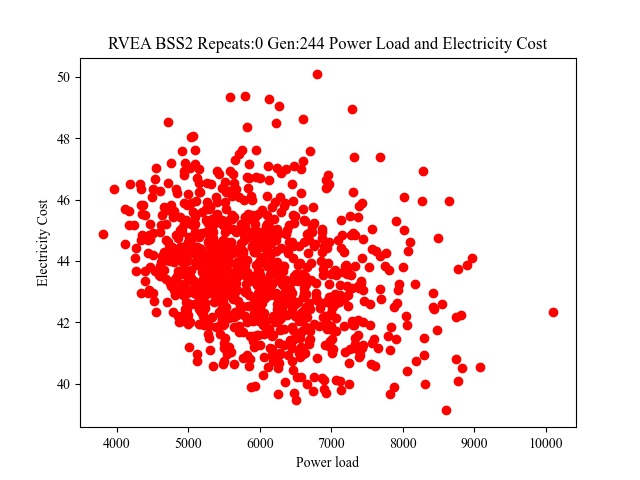 RVEA BSS2 Repeats:0 Gen:244 Power Load and Electricity Cost
50
48
46
44
42
40
Electricity Cost
4000 5000 6000 7000 8000 9000 10000
Power load